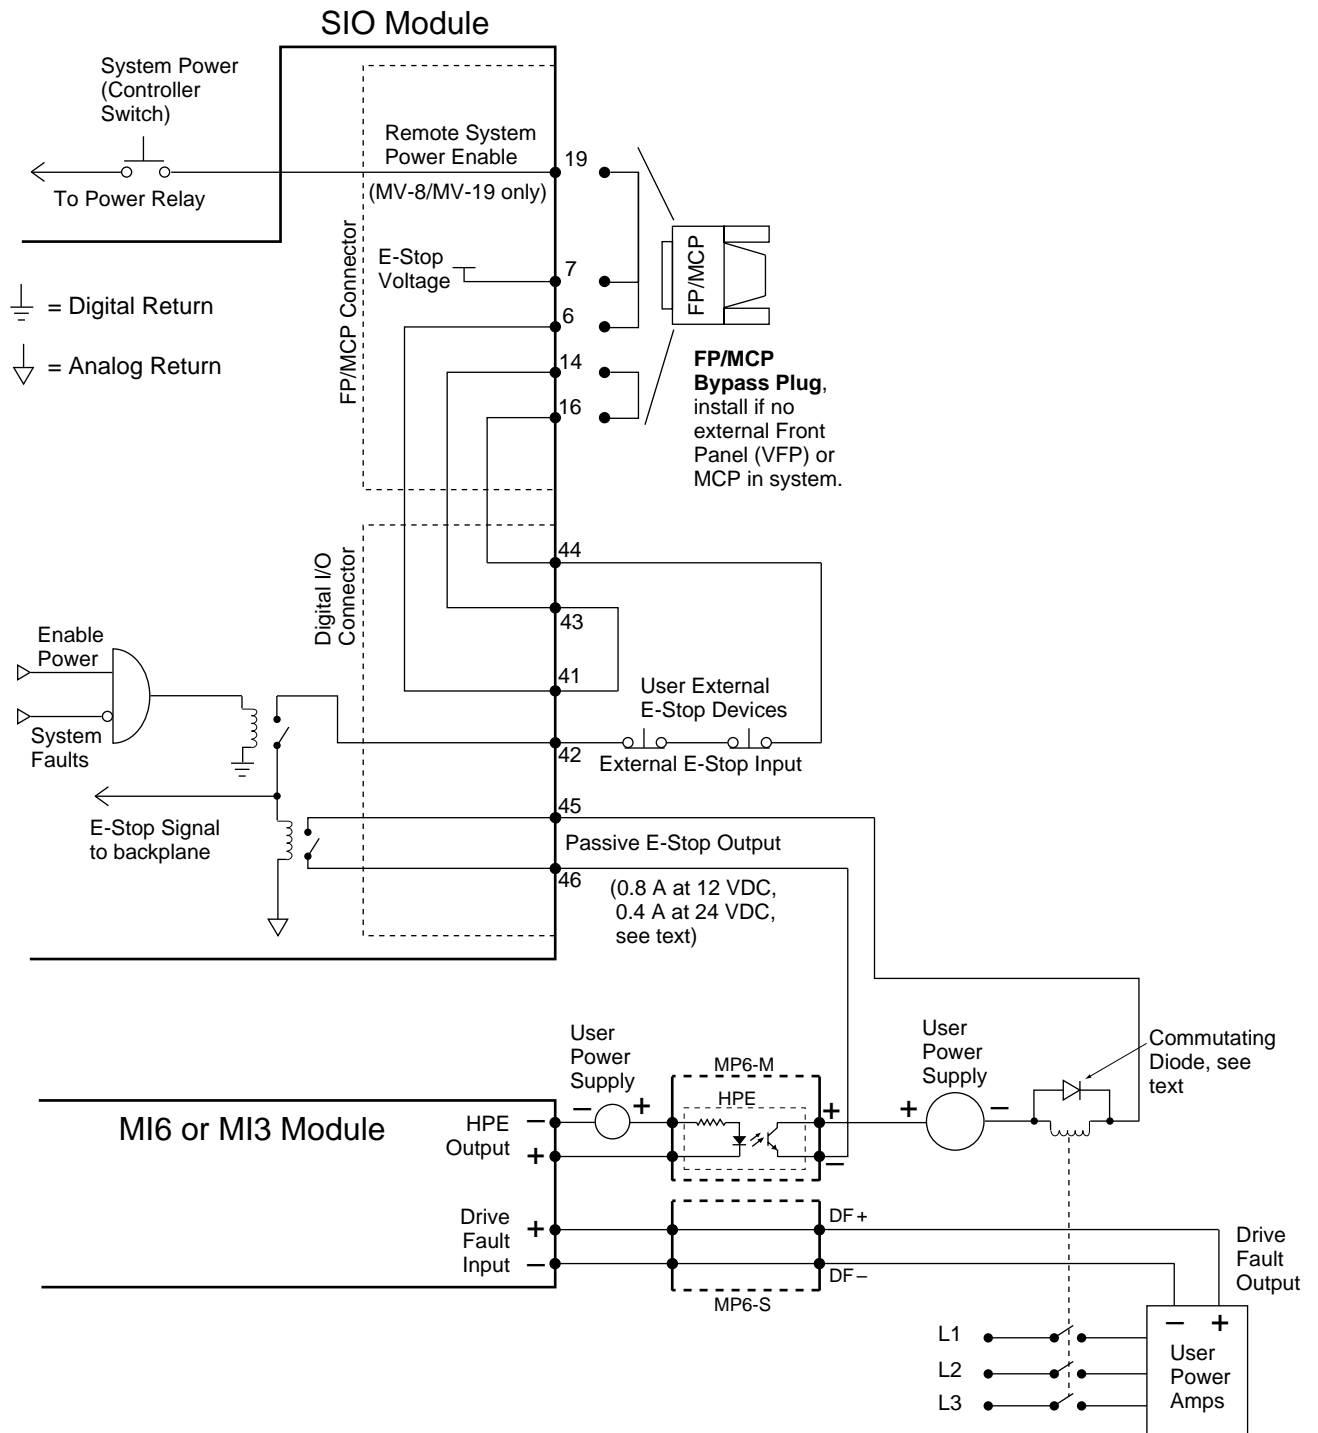 SIO Module
System Power
(Controller
Switch)
To Power Relay
Remote System
Power Enable
(MV-8/MV-19 only)
19
E-Stop
Voltage
7
6
14
16
FP/MCP Connector
FP/MCP
= Digital Return
= Analog Return
FP/MCP
Bypass Plug,
install if no
external Front
Panel (VFP) or
MCP in system.
Digital I/O
Connector
44
43
41
42
Enable
Power
System
Faults
User External
E-Stop Devices
External E-Stop Input
E-Stop Signal
to backplane
45
Passive E-Stop Output
46
(0.8 A at 12 VDC,
0.4 A at 24 VDC,
see text)
User
Power
Supply
MP6-M
HPE
User
Power
Supply
Commutating
Diode, see
text
MI6 or MI3 Module
HPE
Output
−
+
− +
+
−
+ −
Drive
Fault
Input
+
−
DF+
DF−
MP6-S
Drive
Fault
Output
− +
User
Power
Amps
L1
L2
L3